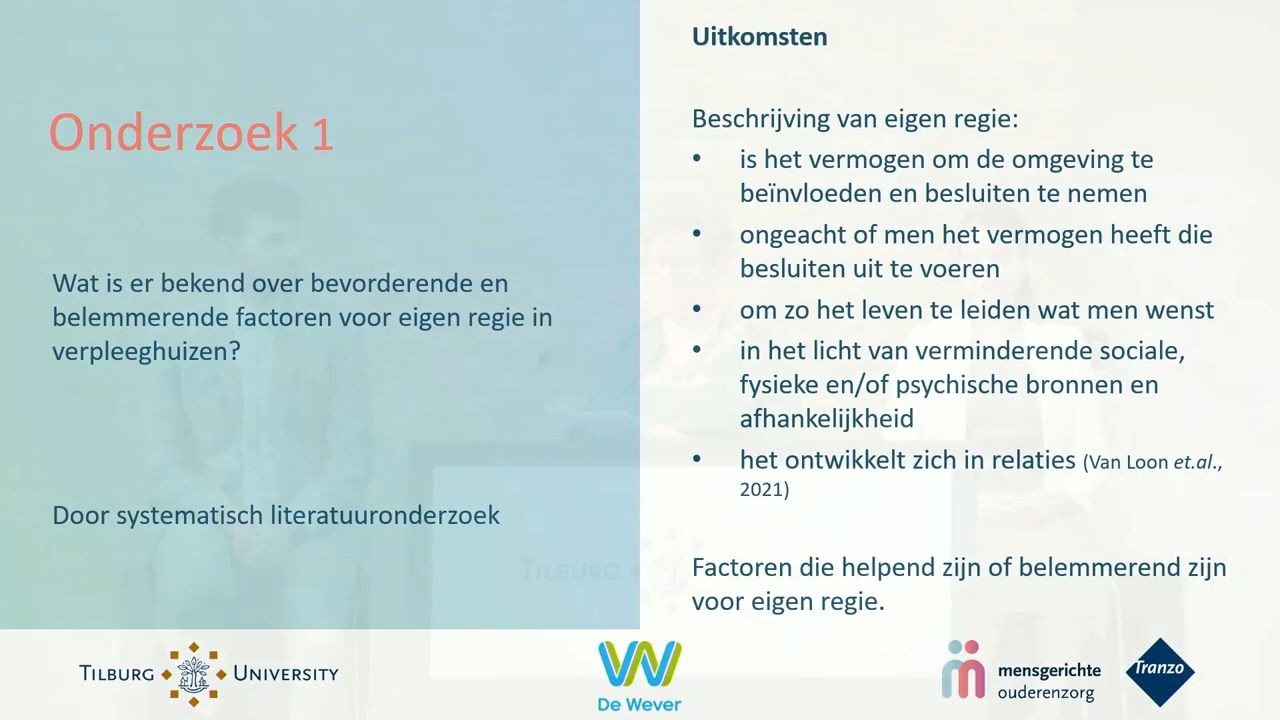 Onderzoek 1
Wat is er bekend over bevorderende en
belemmerende factoren voor eigen regie in
verpleeghuizen?
Door systematisch literatuuronderzoek
Uitkomsten
Beschrijving van eigen regie:
• is het vermogen om de omgeving te
beïnvloeden en besluiten te nemen
• ongeacht of men het vermogen heeft die
besluiten uit te voeren
• om zo het leven te leiden wat men wenst
• in het licht van verminderende sociale,
fysieke en/of psychische bronnen en
afhankelijkheid
• het ontwikkelt zich in relaties (Van Loon et.al.,
2021)
Factoren die helpend zijn of belemmerend zijn
voor eigen regie.
TILBURG
TILBURG UNIVERSITY
De Wever
mensgerichte
ouderenzorg
Tranzo